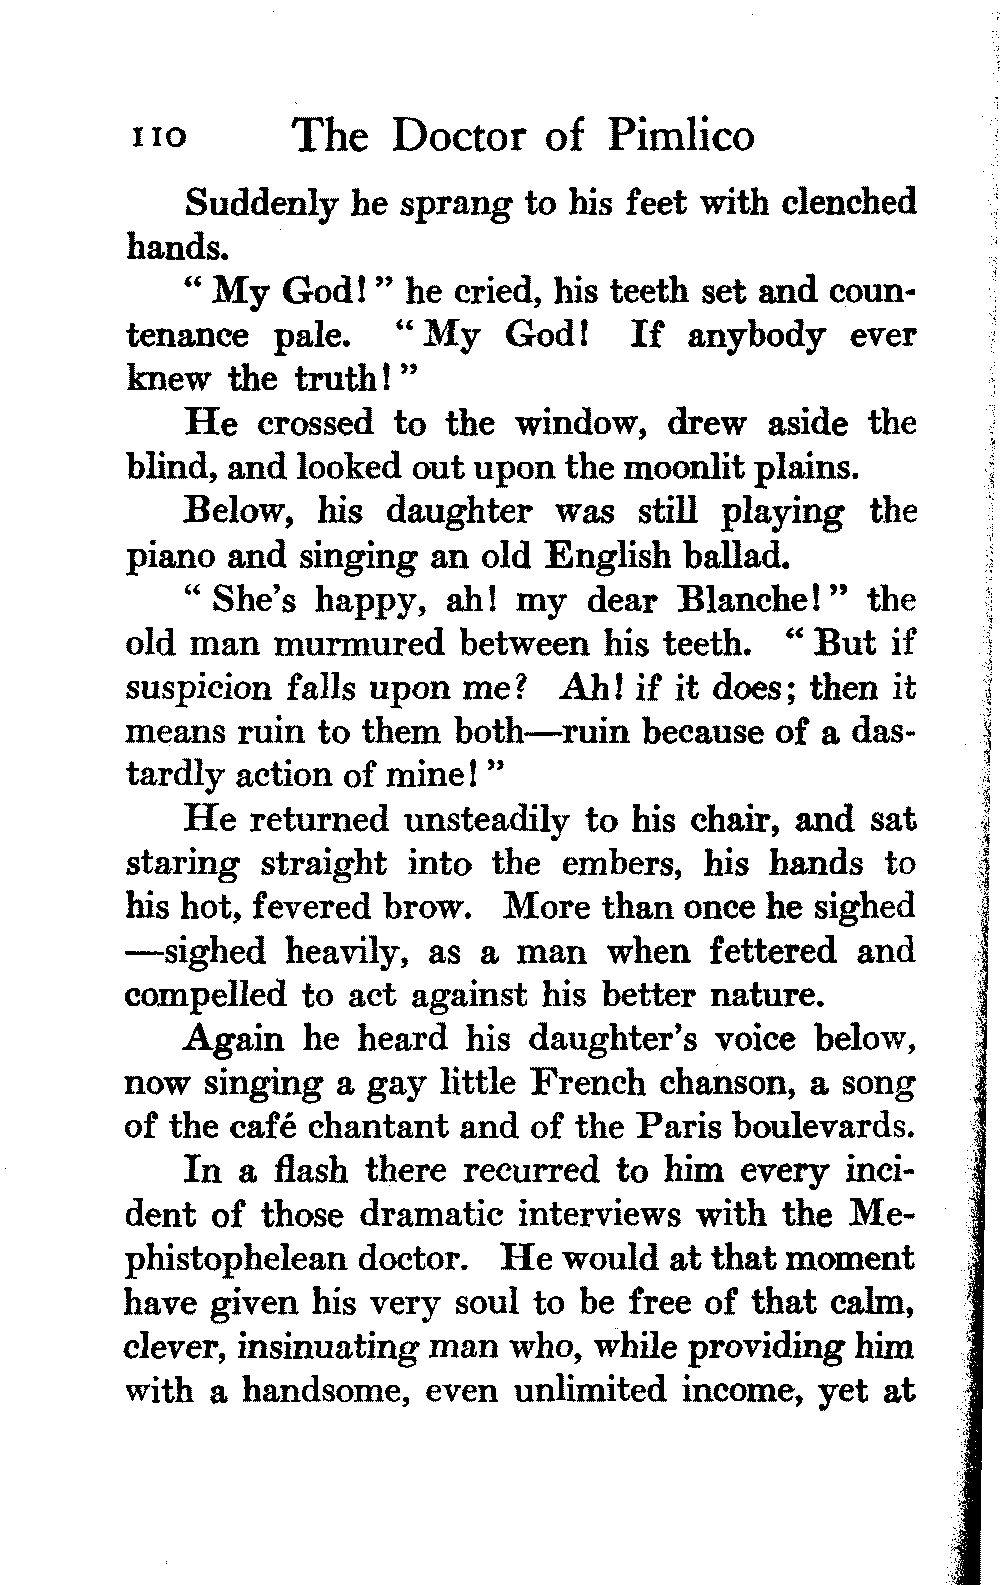 110 The Doctor of Pimlico
Suddenly he sprang to his feet with clenched
hands.
“ My God! ” he cried, his teeth set and coun-
tenance pale. “ My God! If anybody ever
knew the truth! ”
He crossed to the window, drew aside the
blind, and looked out upon the moonlit plains.
Below, his daughter was still playing the
piano and singing an old English ballad.
“ She’s happy, ah! my dear Blanche! ” the
old man murmured between his teeth. “ But if
suspicion falls upon me? Ah! if it does; then it
means ruin to them both—ruin because of a das-
tardly action of mine! ”
He returned unsteadily to his chair, and sat
staring straight into the embers, his hands to
his hot, fevered brow. More than once he sighed
—sighed heavily, as a man when fettered and
compelled to act against his better nature.
Again he heard his daughter’s voice below,
now singing a gay little French chanson, a song
of the café chantant and of the Paris boulevards.
In a flash there recurred to him every inci-
dent of those dramatic interviews with the Me-
phistophelean doctor. He would at that moment
have given his very soul to be free of that calm,
clever, insinuating man who, while providing him
with a handsome, even unlimited income, yet at